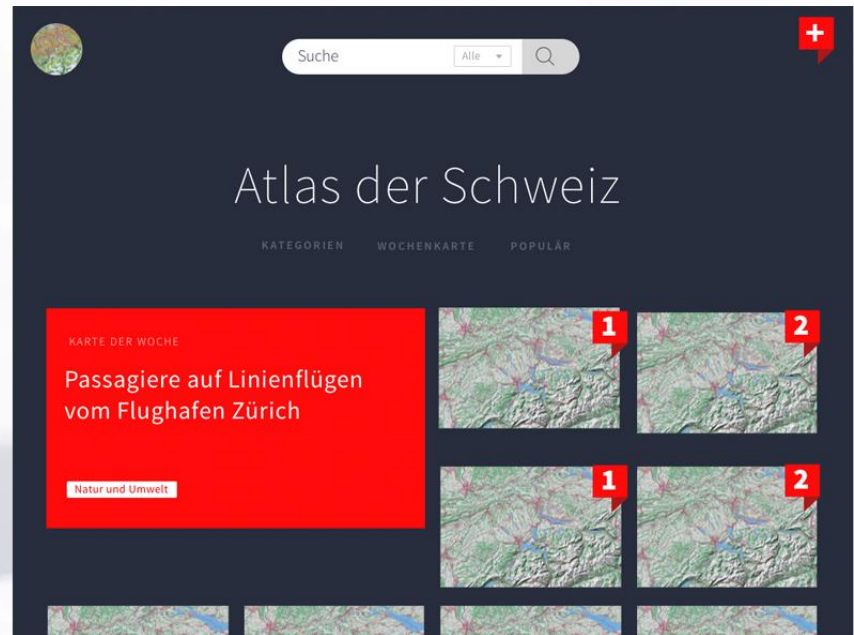 Suche
Alle
+
Atlas der Schweiz
KATEGORIEN WOCHENKARTE POPULÄR
KARTE DER WOCHE
Passagiere auf Linienflügen
vom Flughafen Zürich
Natur und Umwelt
1
2
1
2